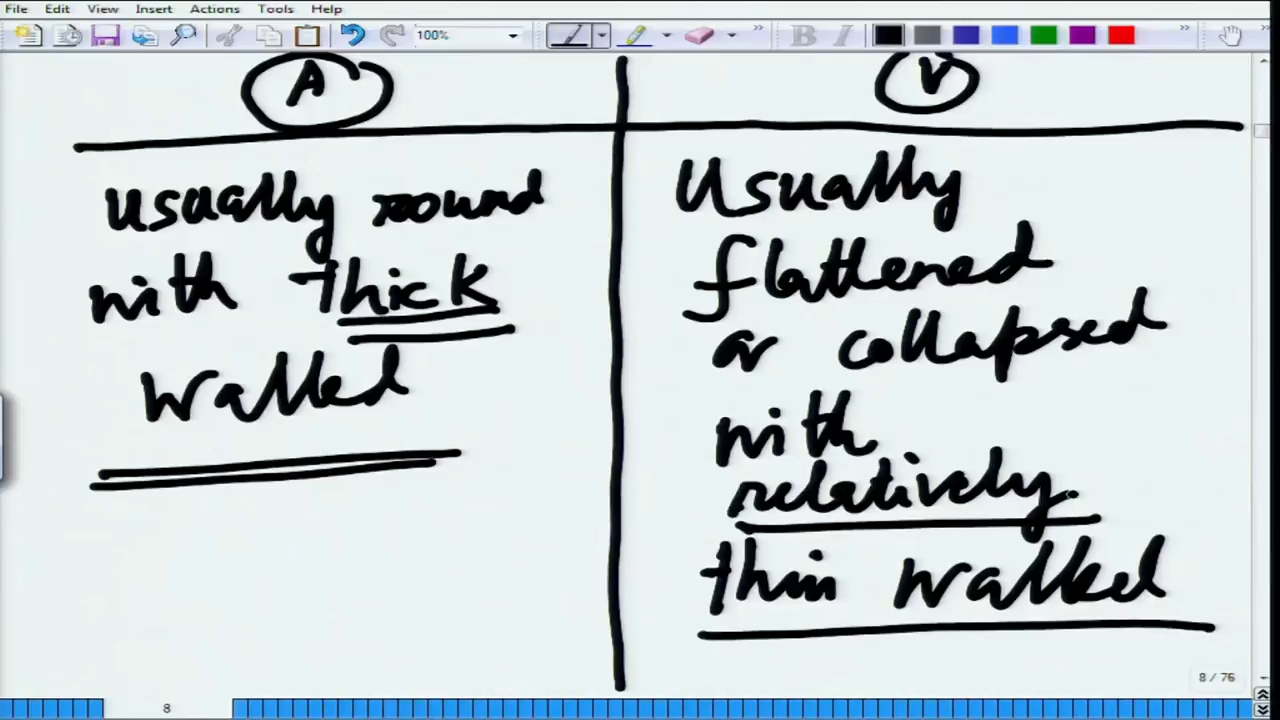 File Edit View Insert Actions Tools Help
100%
B I
A
usually round
with thick
walled
V
Usually
flattened
or collapsed
with
relatively
thin walled
8 / 76
8